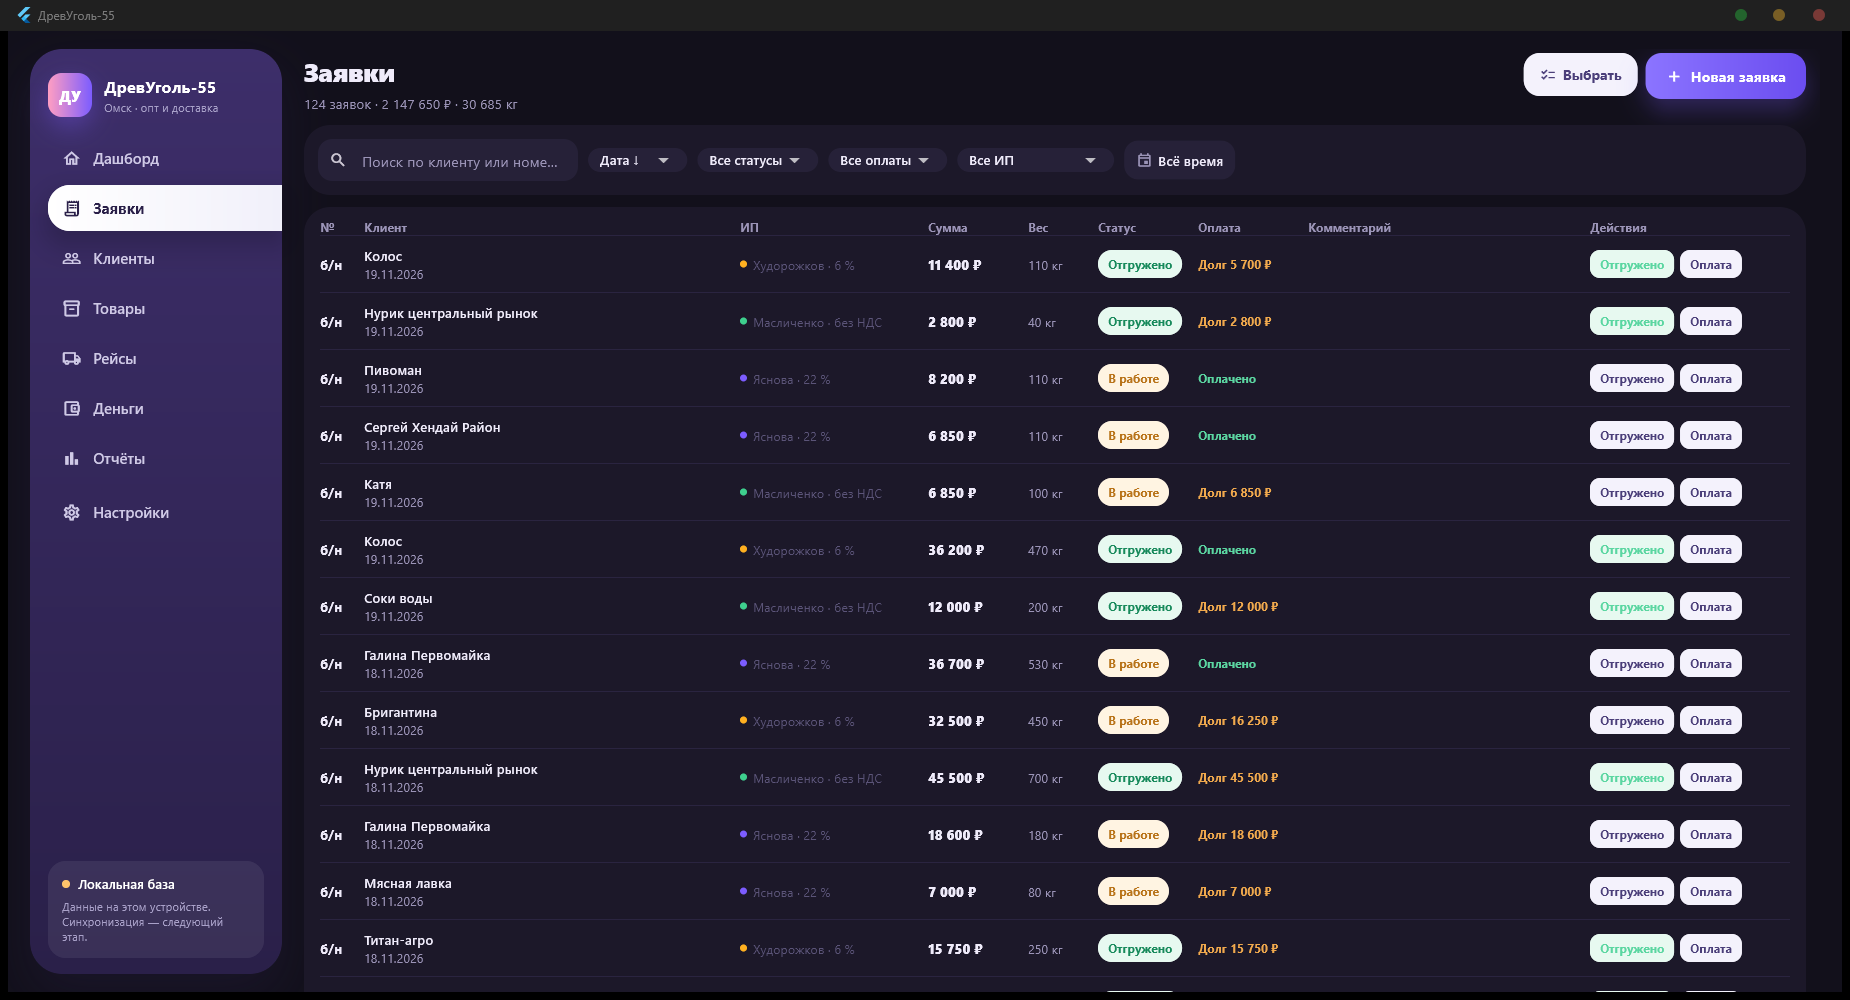 ДревУголь-55
ДУ
ДревУголь-55
Омск · опт и доставка
Дашборд
Заявки
Клиенты
Товары
Рейсы
Деньги
Отчёты
Настройки
Локальная база
Данные на этом устройстве.
Синхронизация — следующий
этап.
Заявки
124 заявок · 2 147 650 ₽ · 30 685 кг
Выбрать
+ Новая заявка
Поиск по клиенту или номе...
Дата ↓
Все статусы
Все оплаты
Все ИП
Всё время
№ Клиент ИП Сумма Вес Статус Оплата Комментарий Действия
б/н Колос 19.11.2026 Худорожков · 6 % 11 400 ₽ 110 кг Отгружено Долг 5 700 ₽ Отгружено Оплата
б/н Нурик центральный рынок 19.11.2026 Масличенко · без НДС 2 800 ₽ 40 кг Отгружено Долг 2 800 ₽ Отгружено Оплата
б/н Пивоман 19.11.2026 Яснова · 22 % 8 200 ₽ 110 кг В работе Оплачено Отгружено Оплата
б/н Сергей Хендай Район 19.11.2026 Яснова · 22 % 6 850 ₽ 110 кг В работе Оплачено Отгружено Оплата
б/н Катя 19.11.2026 Масличенко · без НДС 6 850 ₽ 100 кг В работе Долг 6 850 ₽ Отгружено Оплата
б/н Колос 19.11.2026 Худорожков · 6 % 36 200 ₽ 470 кг Отгружено Оплачено Отгружено Оплата
б/н Соки воды 19.11.2026 Масличенко · без НДС 12 000 ₽ 200 кг Отгружено Долг 12 000 ₽ Отгружено Оплата
б/н Галина Первомайка 18.11.2026 Яснова · 22 % 36 700 ₽ 530 кг В работе Оплачено Отгружено Оплата
б/н Бригантина 18.11.2026 Худорожков · 6 % 32 500 ₽ 450 кг В работе Долг 16 250 ₽ Отгружено Оплата
б/н Нурик центральный рынок 18.11.2026 Масличенко · без НДС 45 500 ₽ 700 кг Отгружено Долг 45 500 ₽ Отгружено Оплата
б/н Галина Первомайка 18.11.2026 Яснова · 22 % 18 600 ₽ 180 кг В работе Долг 18 600 ₽ Отгружено Оплата
б/н Мясная лавка 18.11.2026 Яснова · 22 % 7 000 ₽ 80 кг В работе Долг 7 000 ₽ Отгружено Оплата
б/н Титан-агро 18.11.2026 Худорожков · 6 % 15 750 ₽ 250 кг Отгружено Долг 15 750 ₽ Отгружено Оплата